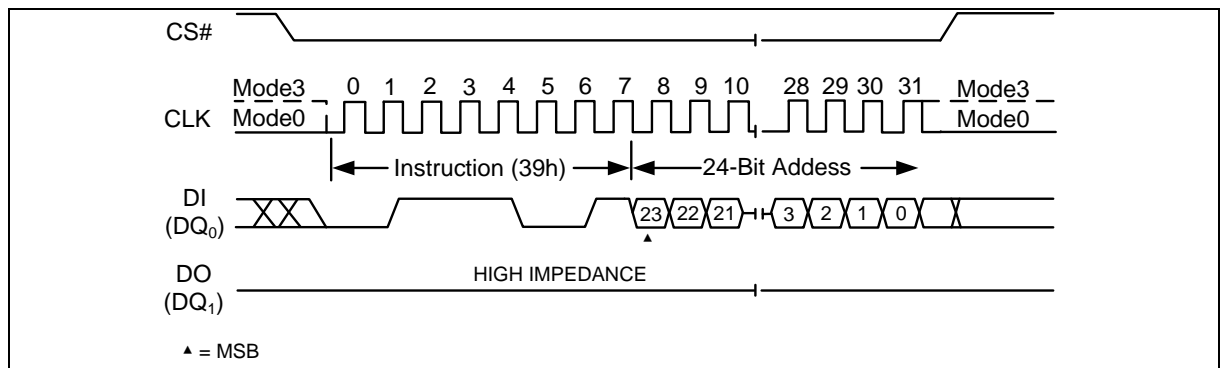 CS#
Mode3 0 1 2 3 4 5 6 7 8 9 10 28 29 30 31 Mode3
CLK Mode0 Mode0
Instruction (39h) 24-Bit Addess
DI
(DQ0) 23 22 21 3 2 1 0
▲
DO HIGH IMPEDANCE
(DQ1)
▲ = MSB